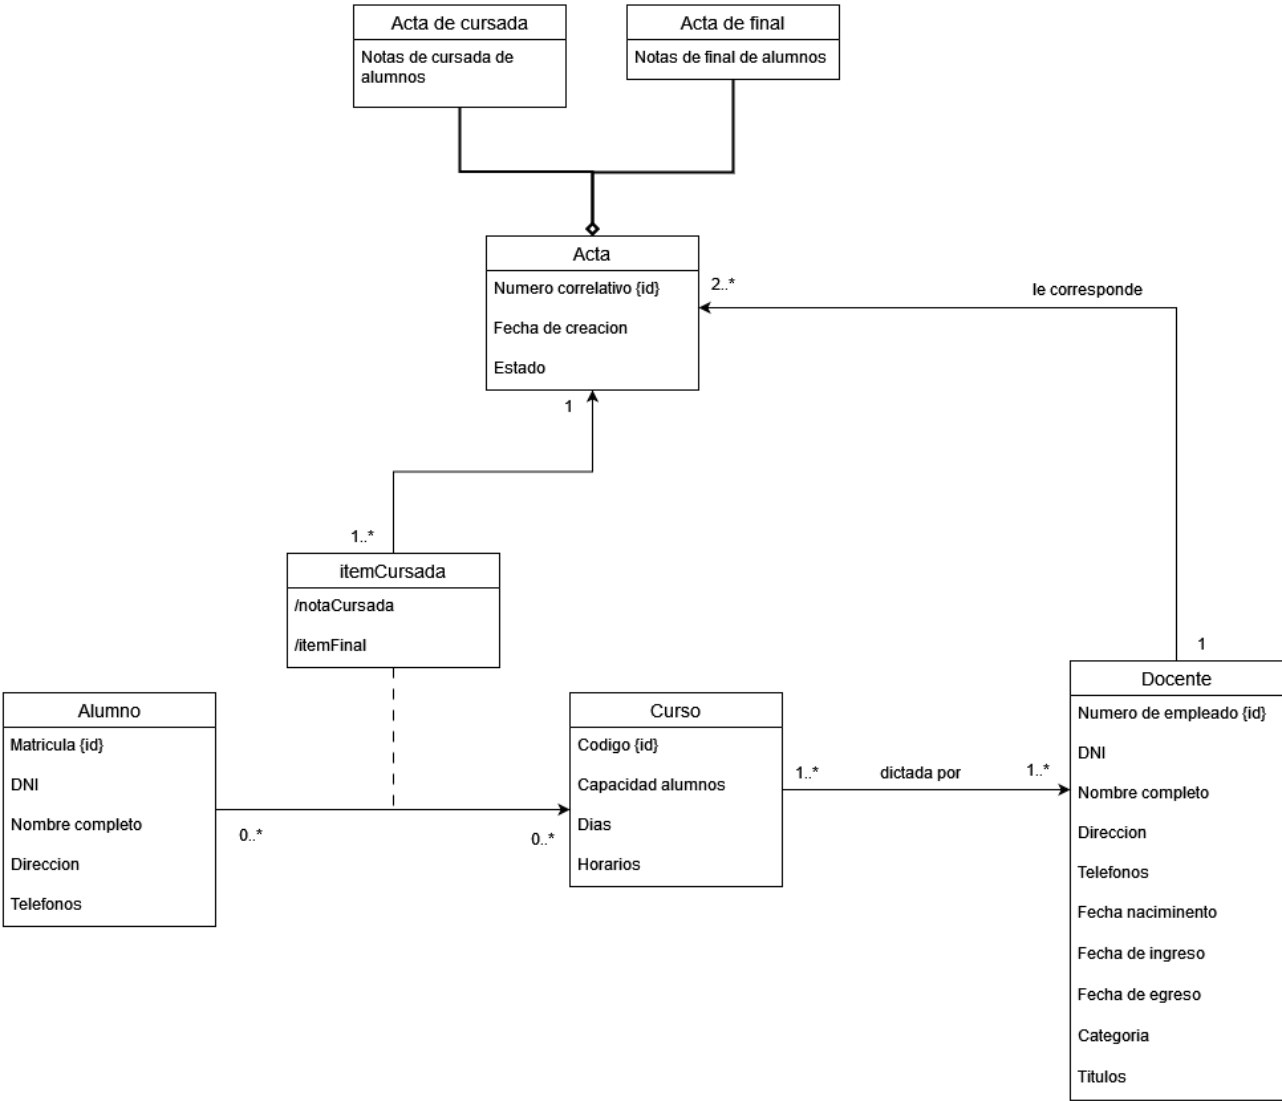 Acta de cursada
Notas de cursada de
alumnos
Acta de final
Notas de final de alumnos
Acta
Numero correlativo {id}
Fecha de creacion
Estado
2..*
le corresponde
1
1..*
itemCursada
/notaCursada
/itemFinal
Alumno
Matricula {id}
DNI
Nombre completo
Direccion
Telefonos
0..*
0..*
Curso
Codigo {id}
Capacidad alumnos
Dias
Horarios
1..*
dictada por
1..*
1
Docente
Numero de empleado {id}
DNI
Nombre completo
Direccion
Telefonos
Fecha naciminento
Fecha de ingreso
Fecha de egreso
Categoria
Titulos